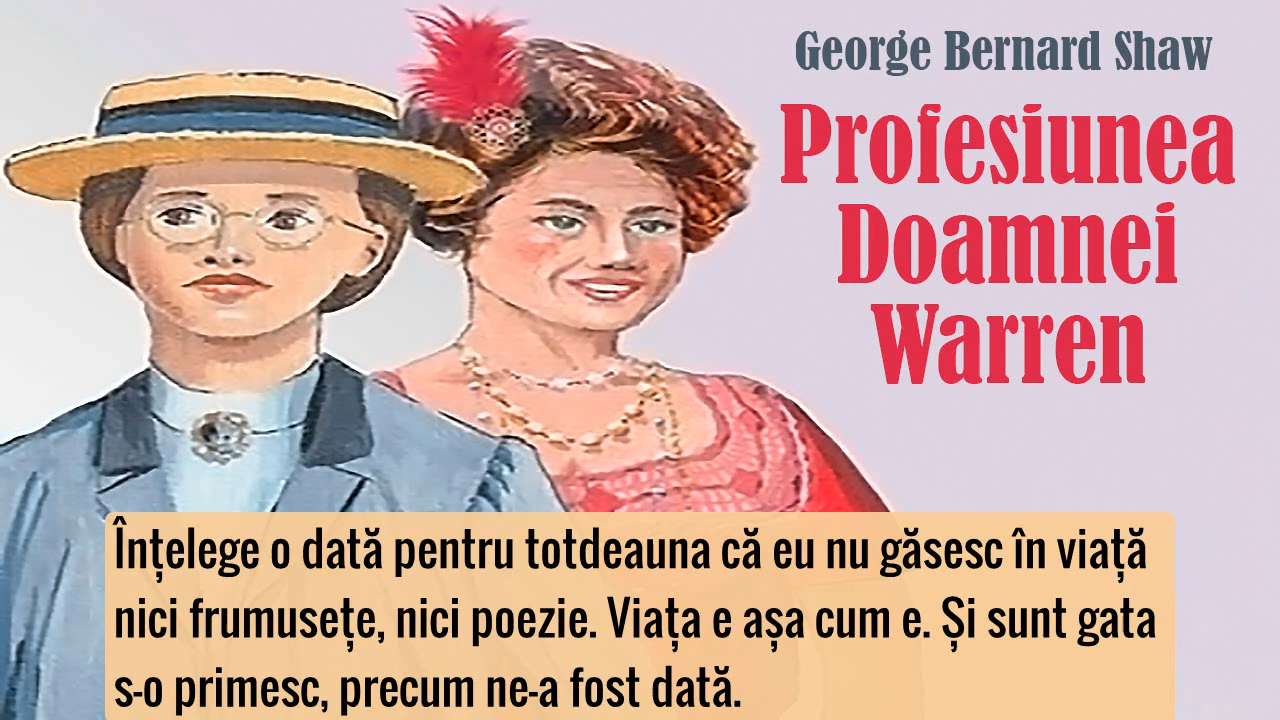 George Bernard Shaw
Profesiunea
Doamnei
Warren
Înțelege o dată pentru totdeauna că eu nu găsesc în viață
nici frumusețe, nici poezie. Viața e așa cum e. Și sunt gata
s-o primesc, precum ne-a fost dată.